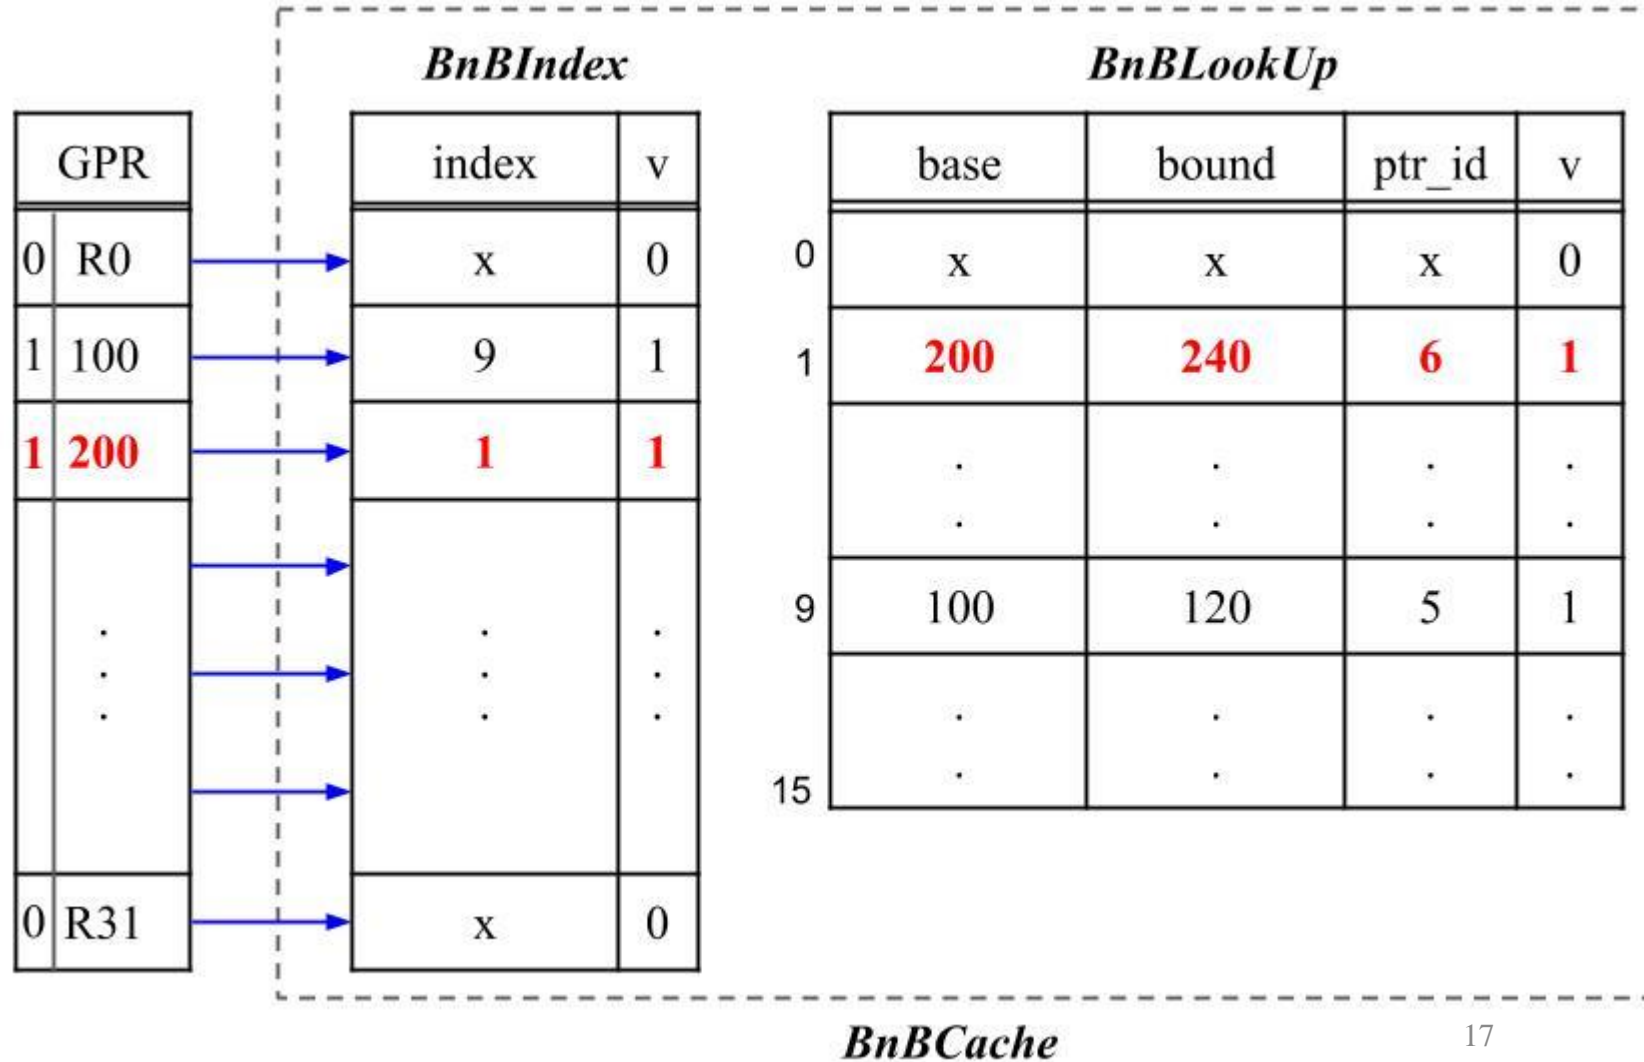 BnBIndex BnBLookUp
GPR index v base bound ptr_id v
0 R0 x 0 0 x x x 0
1 100 9 1 1 200 240 6 1
1 200 1 1 . . . .
. . . .
9 100 120 5 1
. . .
. . . . . . .
. . .
15 . . . .
0 R31 x 0
BnBCache 17